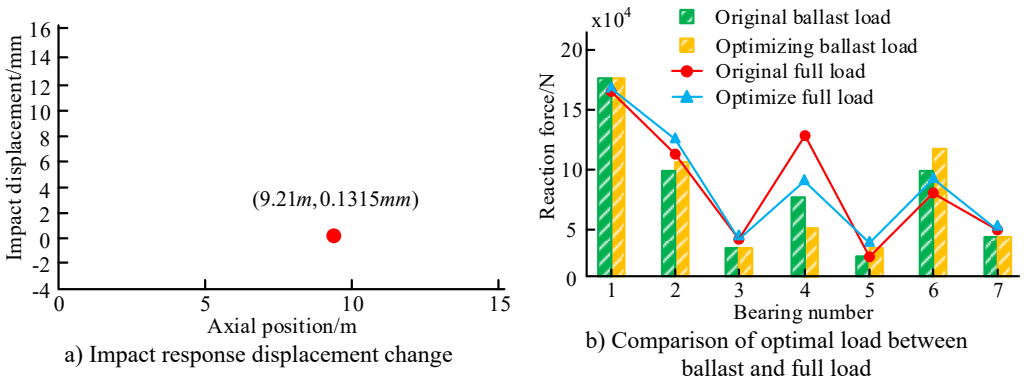 Impact displacement/mm
16
14
12
10
8
6
4
2
0
-2
-4
(9.21m, 0.1315mm)
0
5
10
15
Axial position/m
a) Impact response displacement change
x10⁴
Original ballast load
Optimizing ballast load
Original full load
Optimize full load
Reaction force/N
20
15
10
5
0
1
2
3
4
5
6
7
Bearing number
b) Comparison of optimal load between
ballast and full load